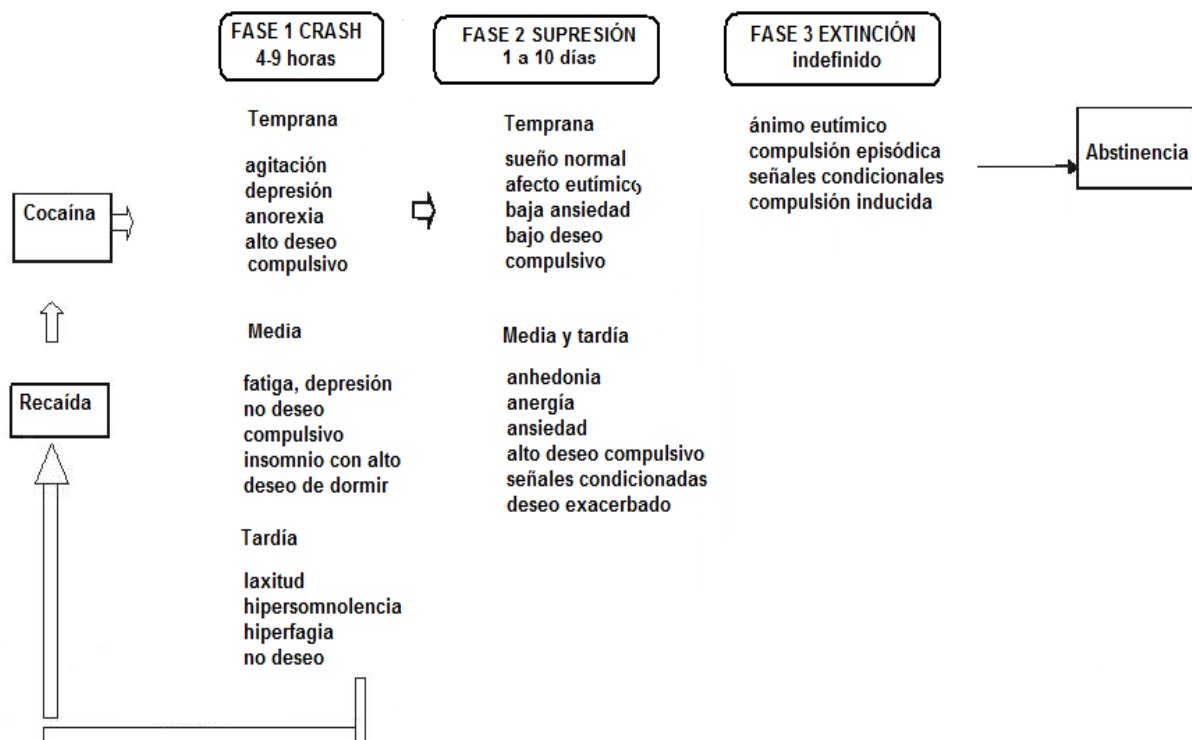 FASE 1 CRASH
4-9 horas
FASE 2 SUPRESIÓN
1 a 10 días
FASE 3 EXTINCIÓN
indefinido
Cocaína
Recaída
Temprana
agitación
depresión
anorexia
alto deseo
compulsivo
Media
fatiga, depresión
no deseo
compulsivo
insomnio con alto
deseo de dormir
Tardía
laxitud
hipersomnolencia
hiperfagia
no deseo
Temprana
sueño normal
afecto eutímico
baja ansiedad
bajo deseo
compulsivo
Media y tardía
anhedonia
anergía
ansiedad
alto deseo compulsivo
señales condicionadas
deseo exacerbado
ánimo eutímico
compulsión episódica
señales condicionales
compulsión inducida
Abstinencia